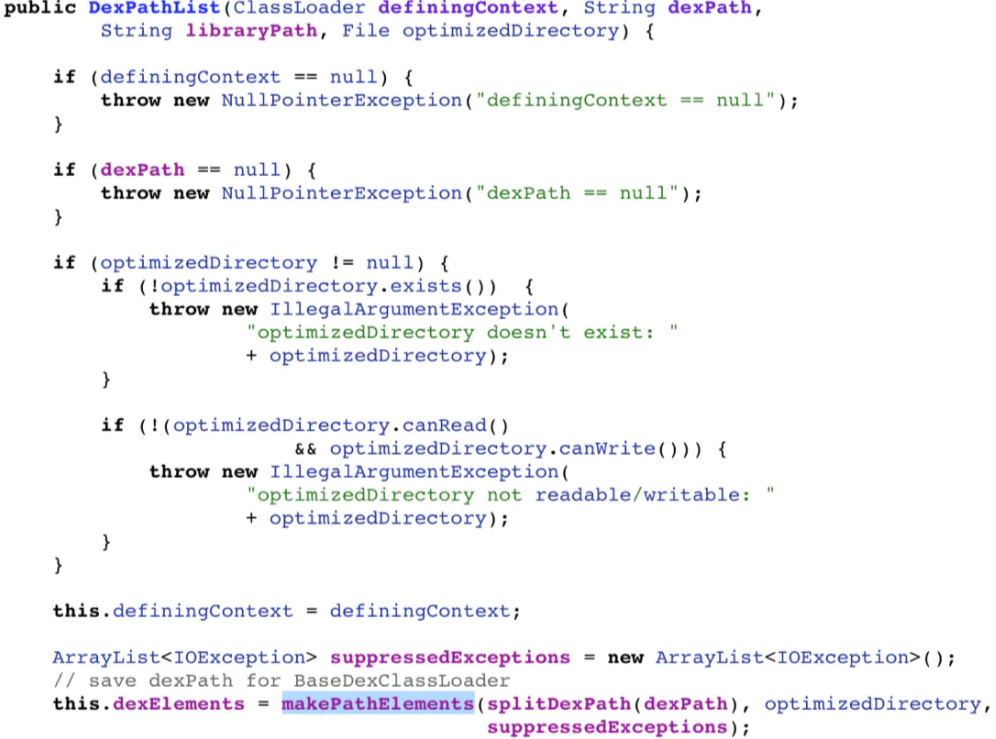 public DexPathList(ClassLoader definingContext, String dexPath,
        String libraryPath, File optimizedDirectory) {

    if (definingContext == null) {
        throw new NullPointerException("definingContext == null");
    }

    if (dexPath == null) {
        throw new NullPointerException("dexPath == null");
    }

    if (optimizedDirectory != null) {
        if (!optimizedDirectory.exists())  {
            throw new IllegalArgumentException(
                    "optimizedDirectory doesn't exist: "
                    + optimizedDirectory);
        }

        if (!(optimizedDirectory.canRead()
                        && optimizedDirectory.canWrite())) {
            throw new IllegalArgumentException(
                    "optimizedDirectory not readable/writable: "
                    + optimizedDirectory);
        }
    }

    this.definingContext = definingContext;

    ArrayList<IOException> suppressedExceptions = new ArrayList<IOException>();
    // save dexPath for BaseDexClassLoader
    this.dexElements = makePathElements(splitDexPath(dexPath), optimizedDirectory,
                                        suppressedExceptions);